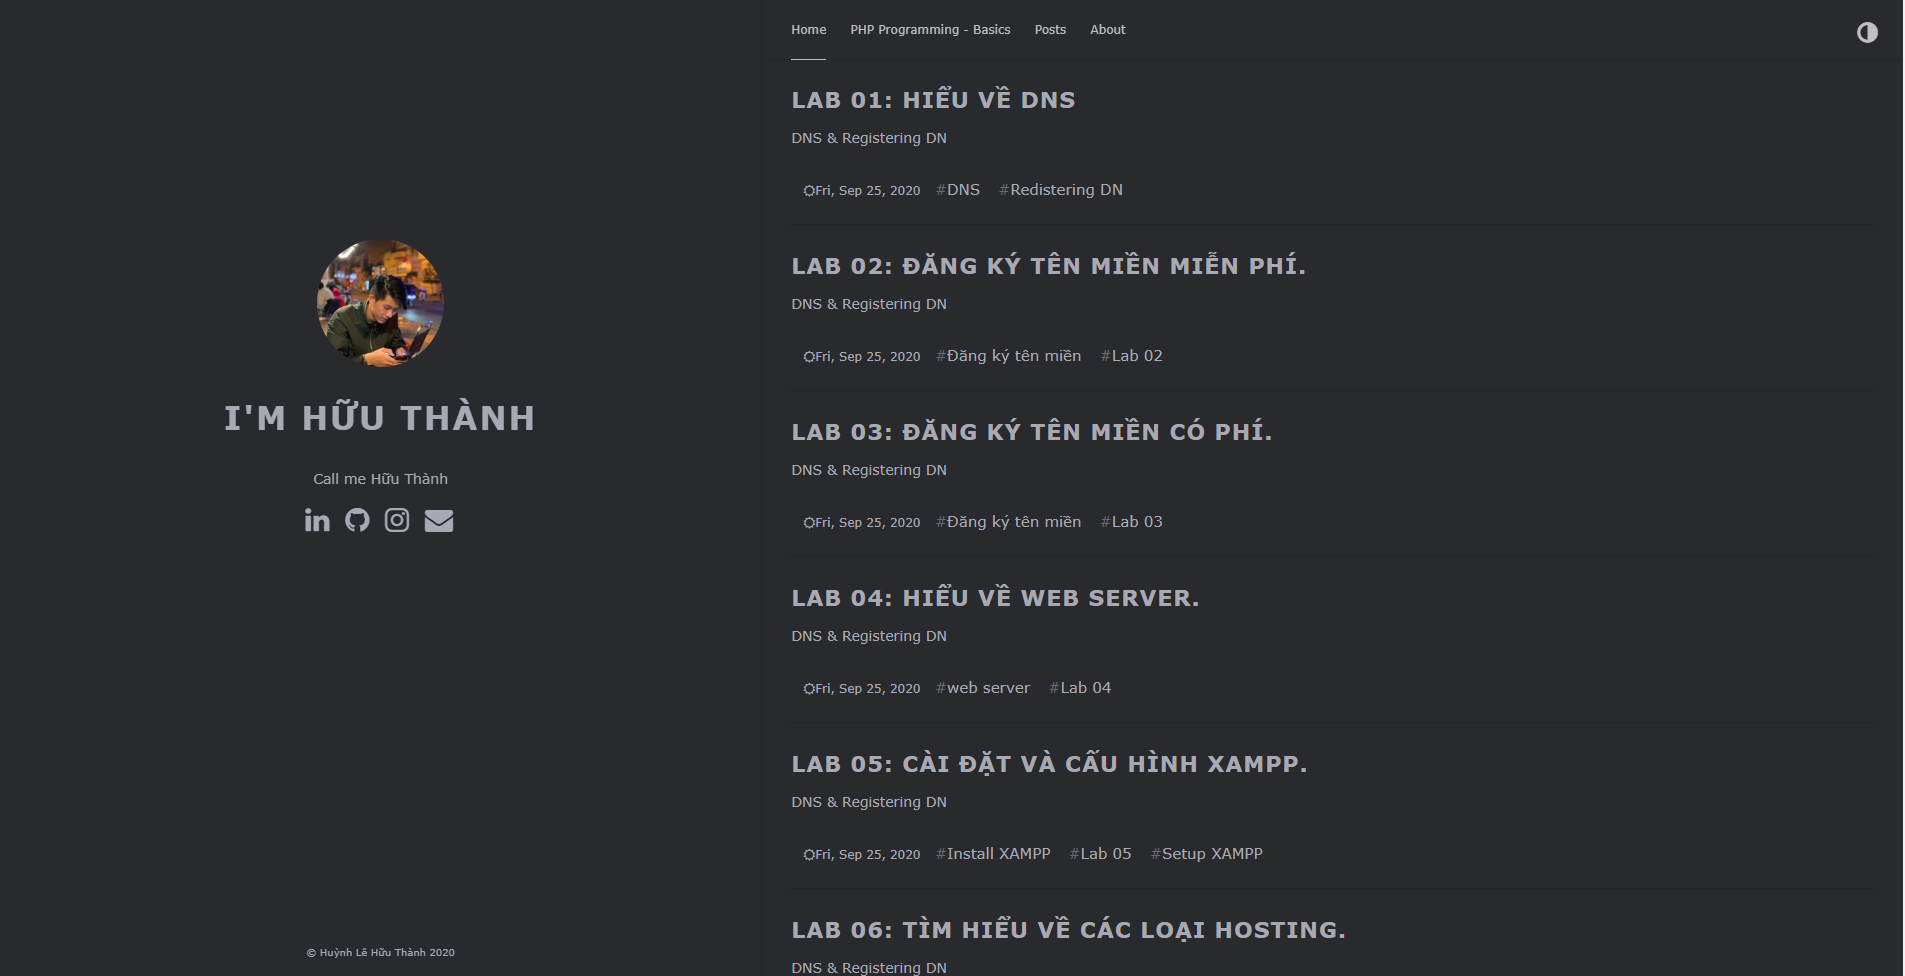 I'M HỮU THÀNH
Call me Hữu Thành
© Huỳnh Lê Hữu Thành 2020
Home PHP Programming - Basics Posts About
LAB 01: HIỂU VỀ DNS
DNS & Registering DN
Fri, Sep 25, 2020 #DNS #Redistering DN
LAB 02: ĐĂNG KÝ TÊN MIỀN MIỄN PHÍ.
DNS & Registering DN
Fri, Sep 25, 2020 #Đăng ký tên miền #Lab 02
LAB 03: ĐĂNG KÝ TÊN MIỀN CÓ PHÍ.
DNS & Registering DN
Fri, Sep 25, 2020 #Đăng ký tên miền #Lab 03
LAB 04: HIỂU VỀ WEB SERVER.
DNS & Registering DN
Fri, Sep 25, 2020 #web server #Lab 04
LAB 05: CÀI ĐẶT VÀ CẤU HÌNH XAMPP.
DNS & Registering DN
Fri, Sep 25, 2020 #Install XAMPP #Lab 05 #Setup XAMPP
LAB 06: TÌM HIỂU VỀ CÁC LOẠI HOSTING.
DNS & Registering DN